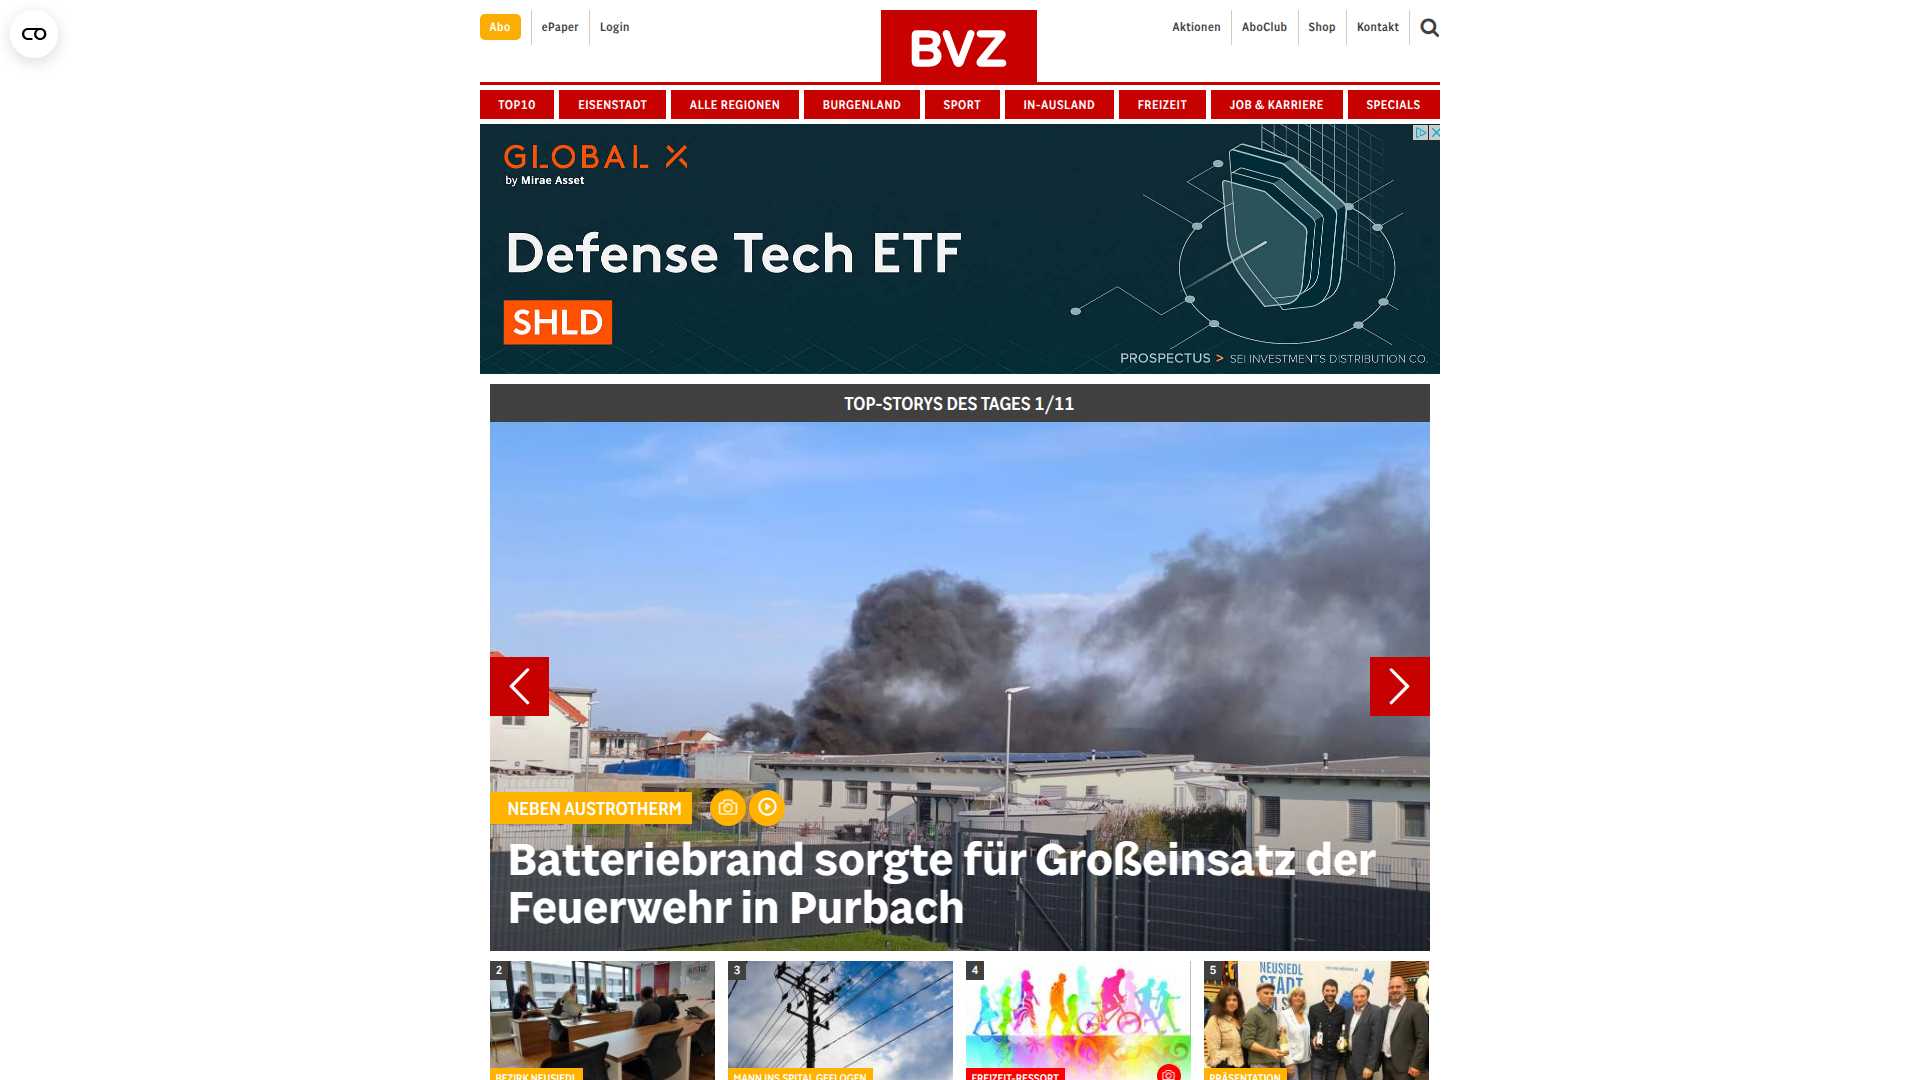 Abo
ePaper
Login
BVZ
Aktionen
AboClub
Shop
Kontakt
TOP10
EISENSTADT
ALLE REGIONEN
BURGENLAND
SPORT
IN-AUSLAND
FREIZEIT
JOB & KARRIERE
SPECIALS
GLOBAL X
by Mirae Asset
Defense Tech ETF
SHLD
PROSPECTUS > SEI INVESTMENTS DISTRIBUTION CO.
TOP-STORYS DES TAGES 1/11
NEBEN AUSTROTHERM
Batteriebrand sorgte für Großeinsatz der
Feuerwehr in Purbach
2
BEZIRK NEUSIEDL
3
MANN INS SPITAL GEFLOGEN
4
FREIZEIT-RESSORT
5
NEUSIEDL
STADT
PRÄSENTATION